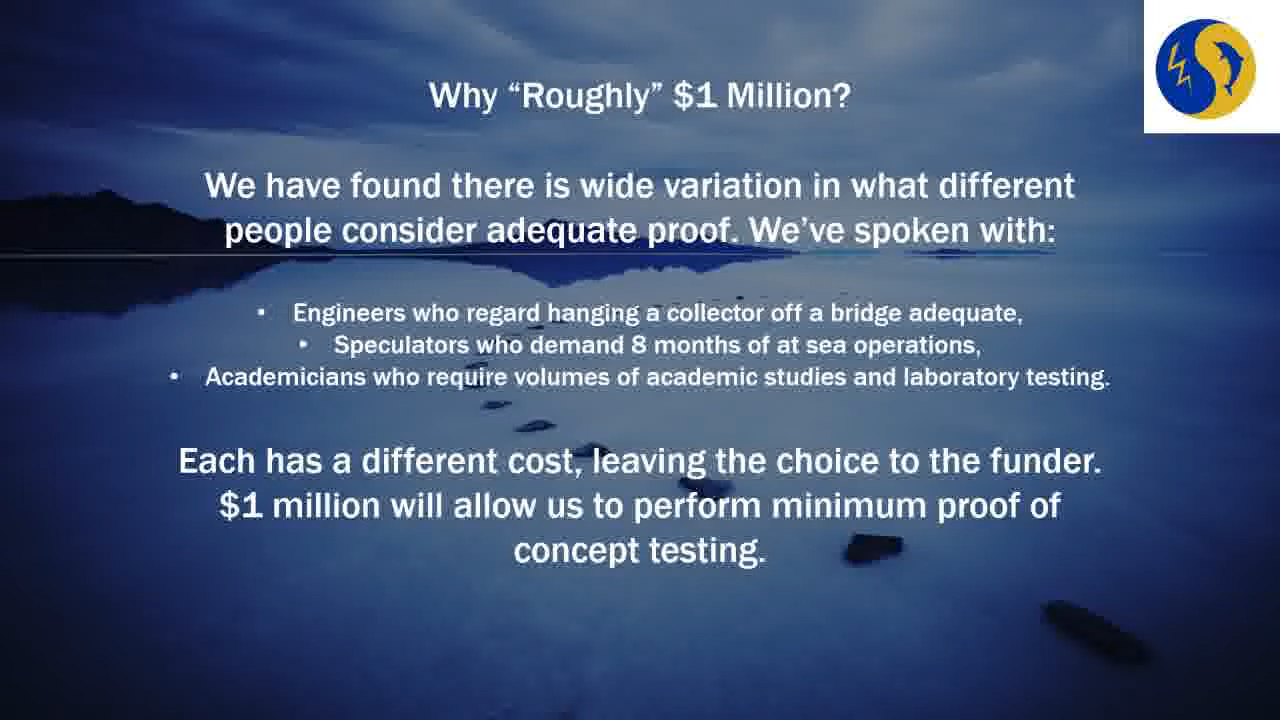 Why “Roughly” $1 Million?
We have found there is wide variation in what different
people consider adequate proof. We’ve spoken with:
• Engineers who regard hanging a collector off a bridge adequate,
• Speculators who demand 8 months of at sea operations,
• Academicians who require volumes of academic studies and laboratory testing.
Each has a different cost, leaving the choice to the funder.
$1 million will allow us to perform minimum proof of
concept testing.